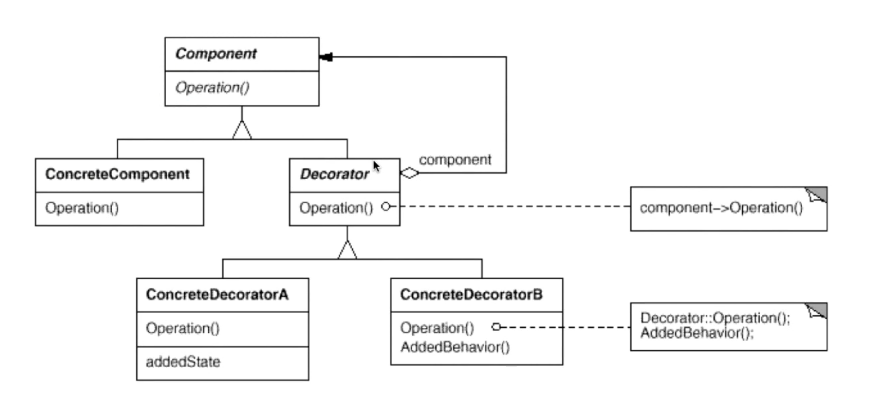 Component
Operation()
component
ConcreteComponent
Operation()
Decorator
Operation()
component–>Operation()
ConcreteDecoratorA
Operation()
addedState
ConcreteDecoratorB
Operation()
AddedBehavior()
Decorator::Operation();
AddedBehavior();